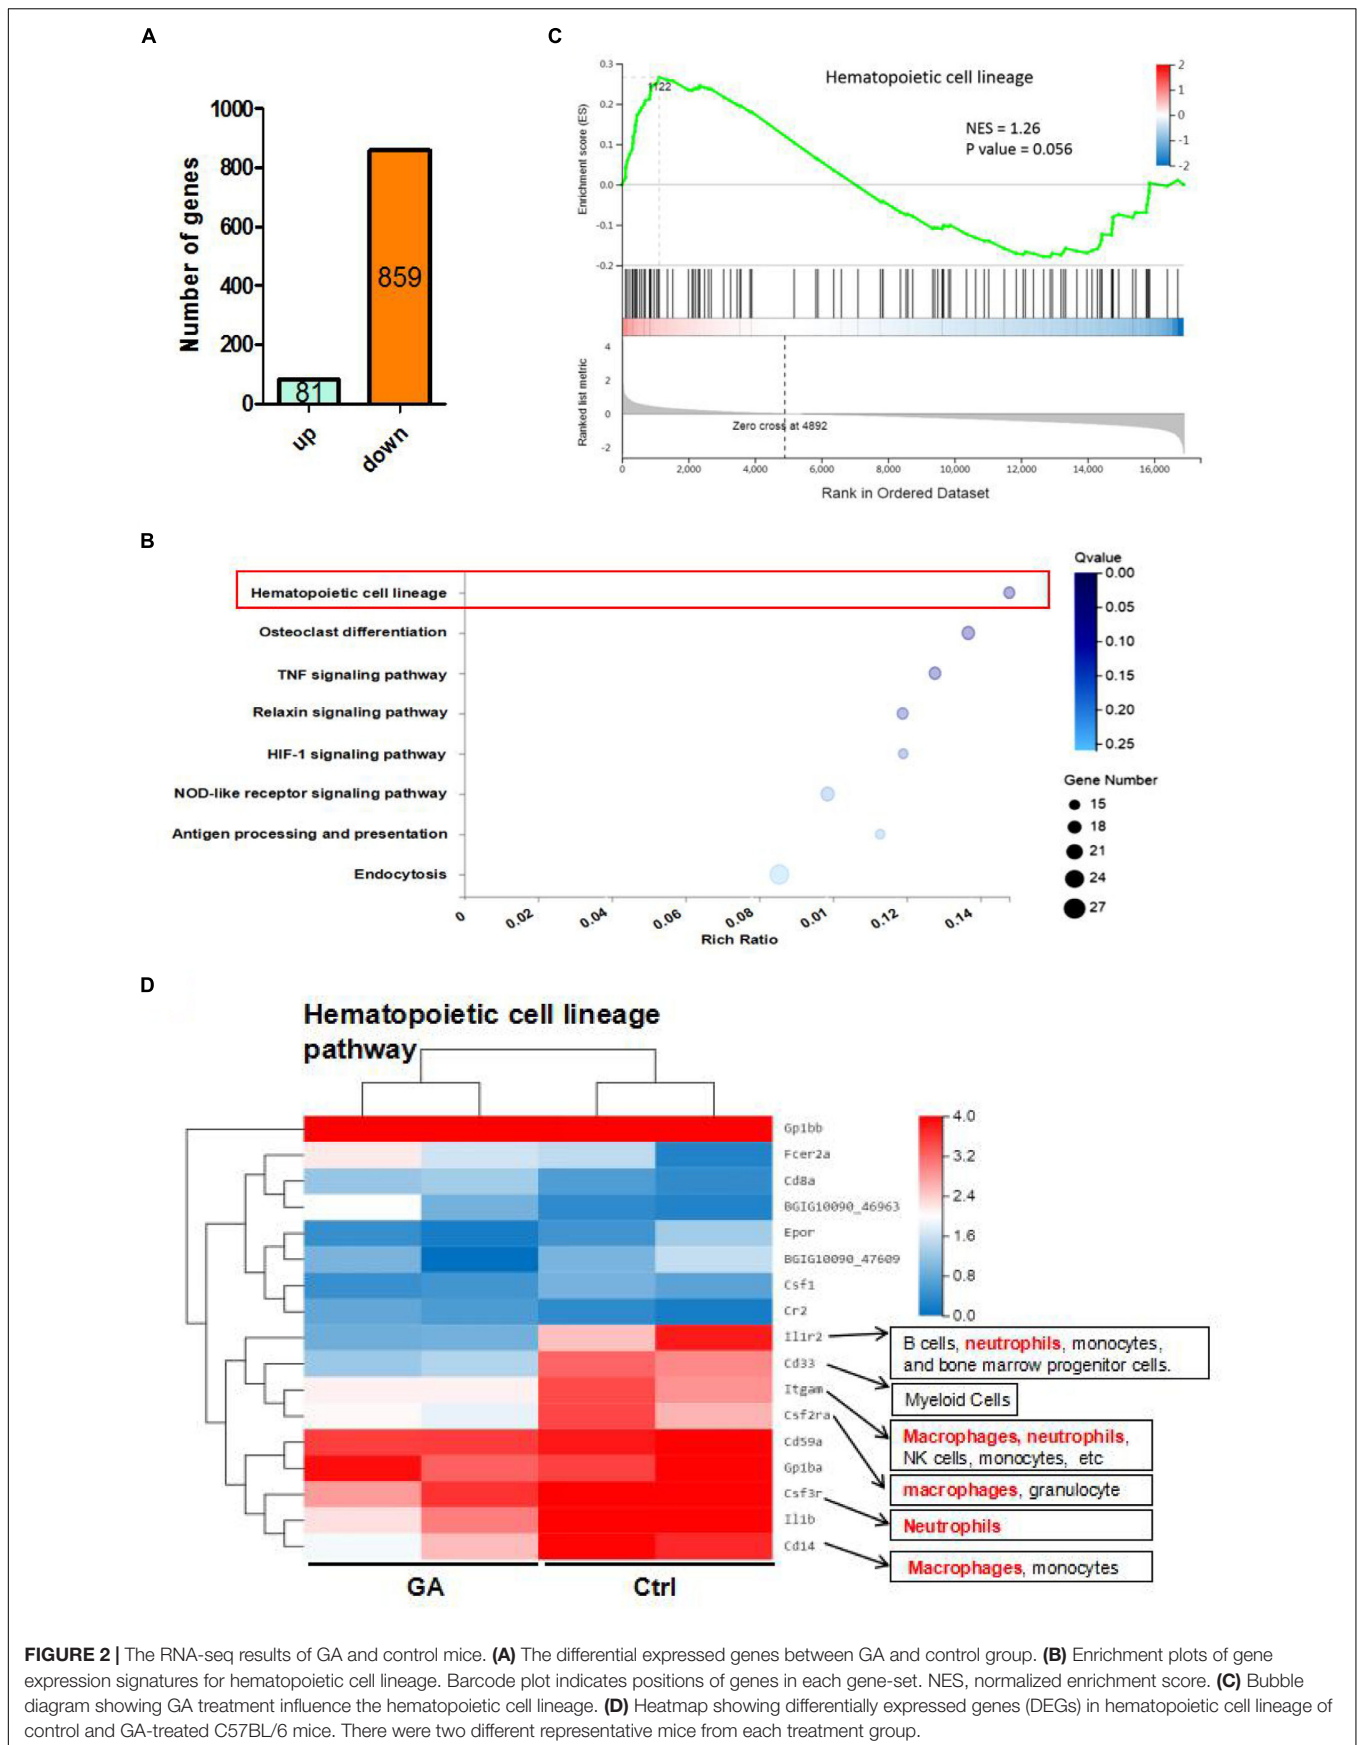 A
Number of genes
1000
800
600
400
200
0
81
859
up
down
C
Hematopoietic cell lineage
NES = 1.26
P value = 0.056
Enrichment score (ES)
0.3
0.2
0.1
0.0
-0.1
-0.2
1122
2
1
0
-1
-2
Ranked list metric
4
2
0
-2
Zero cross at 4892
0
2,000
4,000
6,000
8,000
10,000
12,000
14,000
16,000
Rank in Ordered Dataset
B
Hematopoietic cell lineage
Osteoclast differentiation
TNF signaling pathway
Relaxin signaling pathway
HIF-1 signaling pathway
NOD-like receptor signaling pathway
Antigen processing and presentation
Endocytosis
0
0.02
0.04
0.06
0.08
0.01
0.12
0.14
Rich Ratio
Qvalue
0.00
0.05
0.10
0.15
0.20
0.25
Gene Number
15
18
21
24
27
D
Hematopoietic cell lineage
pathway
Gp1bb
Fcer2a
Cd8a
BGIG10090_46963
Epor
BGIG10090_47609
Csf1
Cr2
Il1r2
Cd33
Itgam
Csf2ra
Cd59a
Gp1ba
Csf3r
Il1b
Cd14
4.0
3.2
2.4
1.6
0.8
0.0
B cells, neutrophils, monocytes,
and bone marrow progenitor cells.
Myeloid Cells
Macrophages, neutrophils,
NK cells, monocytes, etc
macrophages, granulocyte
Neutrophils
Macrophages, monocytes
GA
Ctrl
FIGURE 2 | The RNA-seq results of GA and control mice. (A) The differential expressed genes between GA and control group. (B) Enrichment plots of gene
expression signatures for hematopoietic cell lineage. Barcode plot indicates positions of genes in each gene-set. NES, normalized enrichment score. (C) Bubble
diagram showing GA treatment influence the hematopoietic cell lineage. (D) Heatmap showing differentially expressed genes (DEGs) in hematopoietic cell lineage of
control and GA-treated C57BL/6 mice. There were two different representative mice from each treatment group.